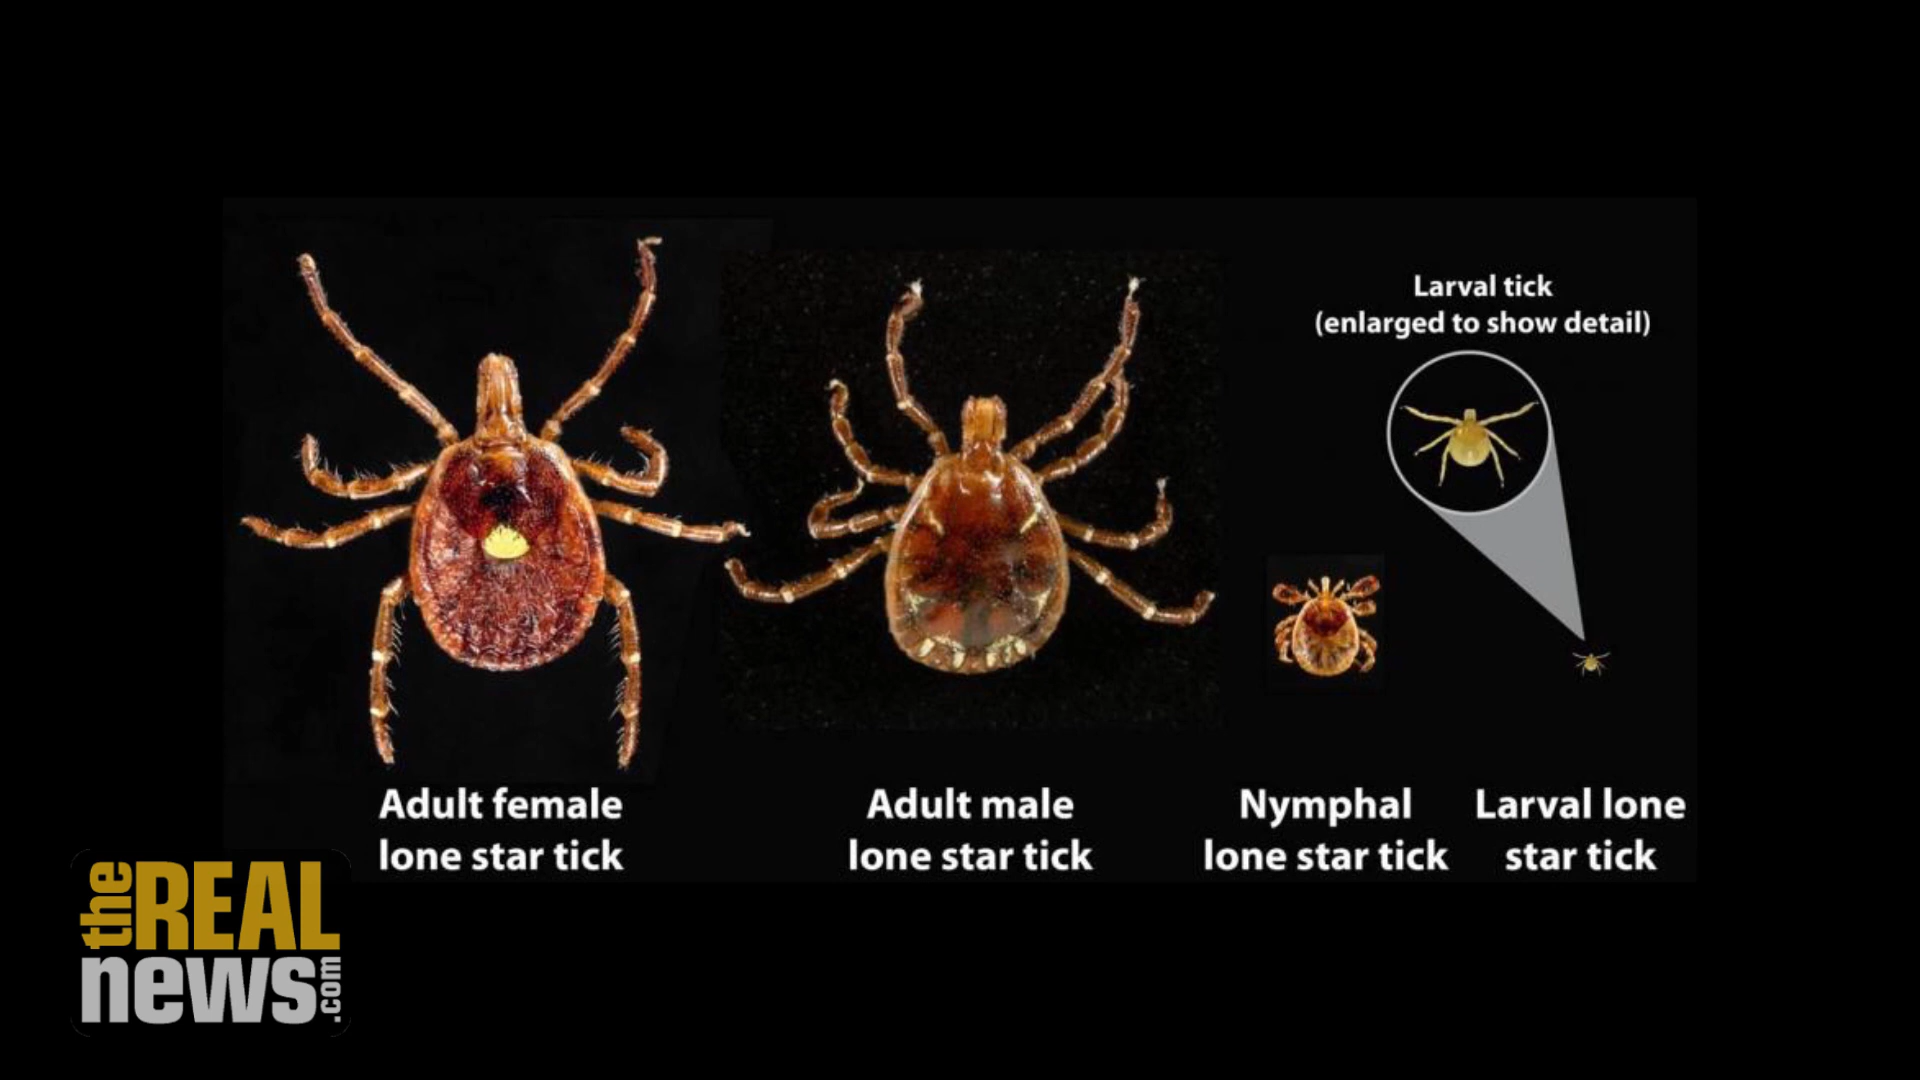 Larval tick
(enlarged to show detail)
Adult female
lone star tick
Adult male
lone star tick
Nymphal
lone star tick
Larval lone
star tick
the REAL
news.com